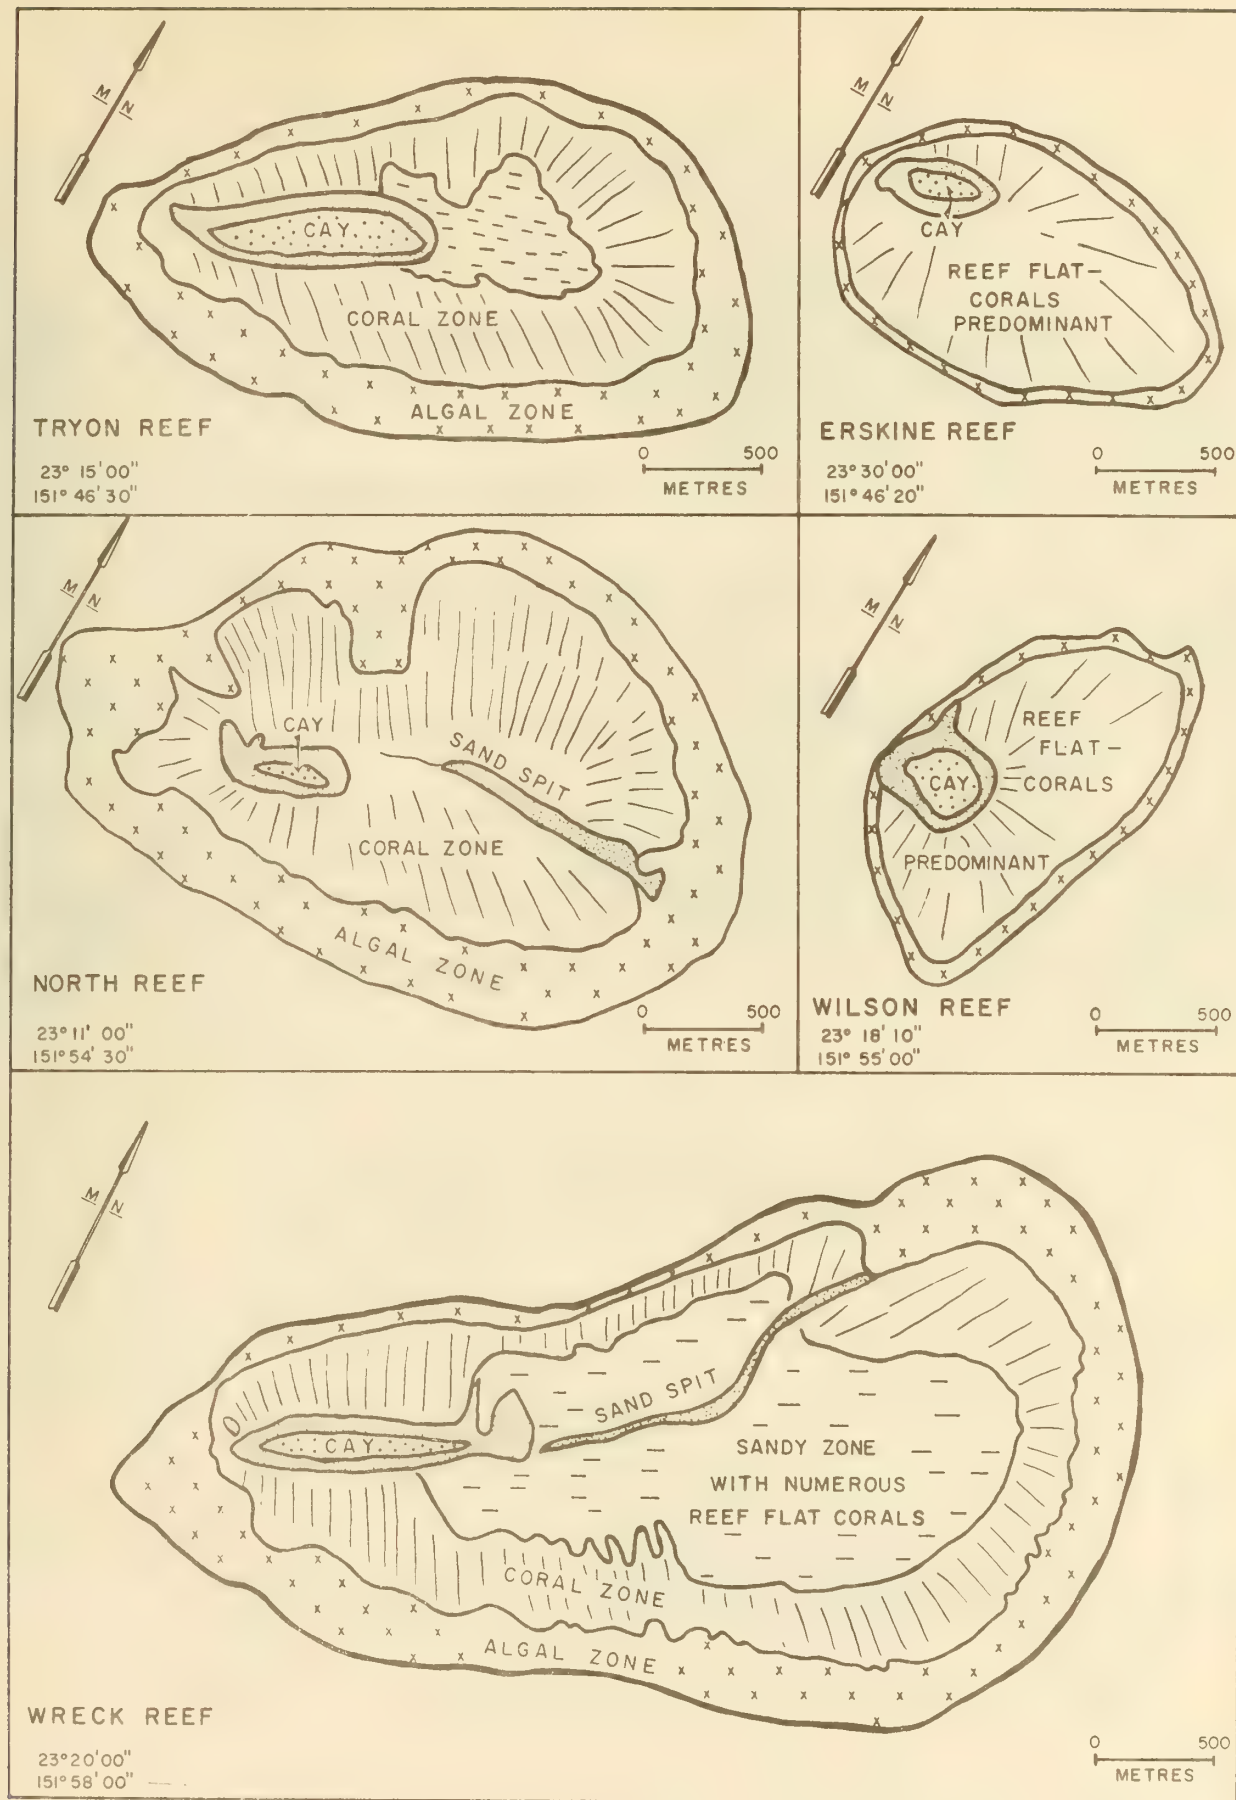 M N
CAY
CORAL ZONE
ALGAL ZONE
TRYON REEF
23° 15' 00"
151° 46' 30"
0 500
METRES
M N
CAY
REEF FLAT-
CORALS
PREDOMINANT
ERSKINE REEF
23° 30' 00"
151° 46' 20"
0 500
METRES
M N
CAY
SAND SPIT
CORAL ZONE
ALGAL ZONE
NORTH REEF
23° 11' 00"
151° 54' 30"
0 500
METRES
M N
REEF
FLAT-
CAY CORALS
PREDOMINANT
WILSON REEF
23° 18' 10"
151° 55' 00"
0 500
METRES
M N
SAND SPIT
CAY
SANDY ZONE
WITH NUMEROUS
REEF FLAT CORALS
CORAL ZONE
ALGAL ZONE
WRECK REEF
23° 20' 00"
151° 58' 00"
0 500
METRES